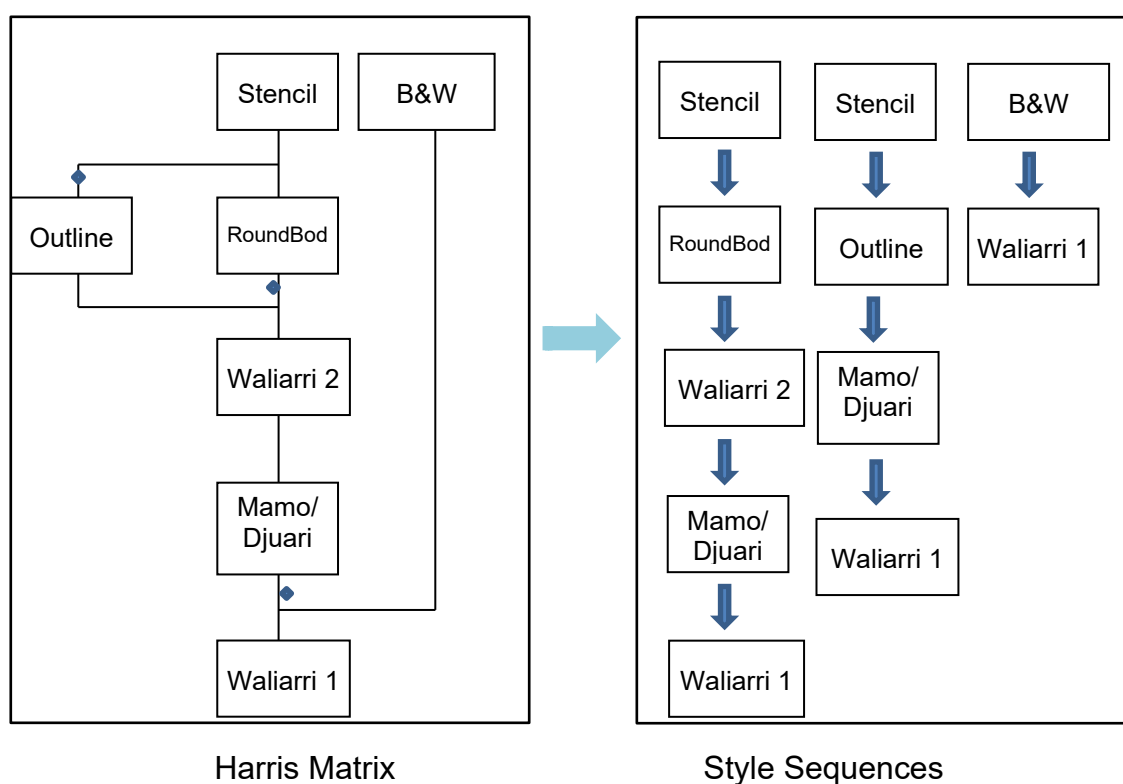 Stencil
B&W
Outline
RoundBod
Waliarri 2
Mamo/
Djuari
Waliarri 1
Harris Matrix
Stencil
RoundBod
Waliarri 2
Mamo/
Djuari
Waliarri 1
Stencil
Outline
Mamo/
Djuari
Waliarri 1
B&W
Waliarri 1
Style Sequences